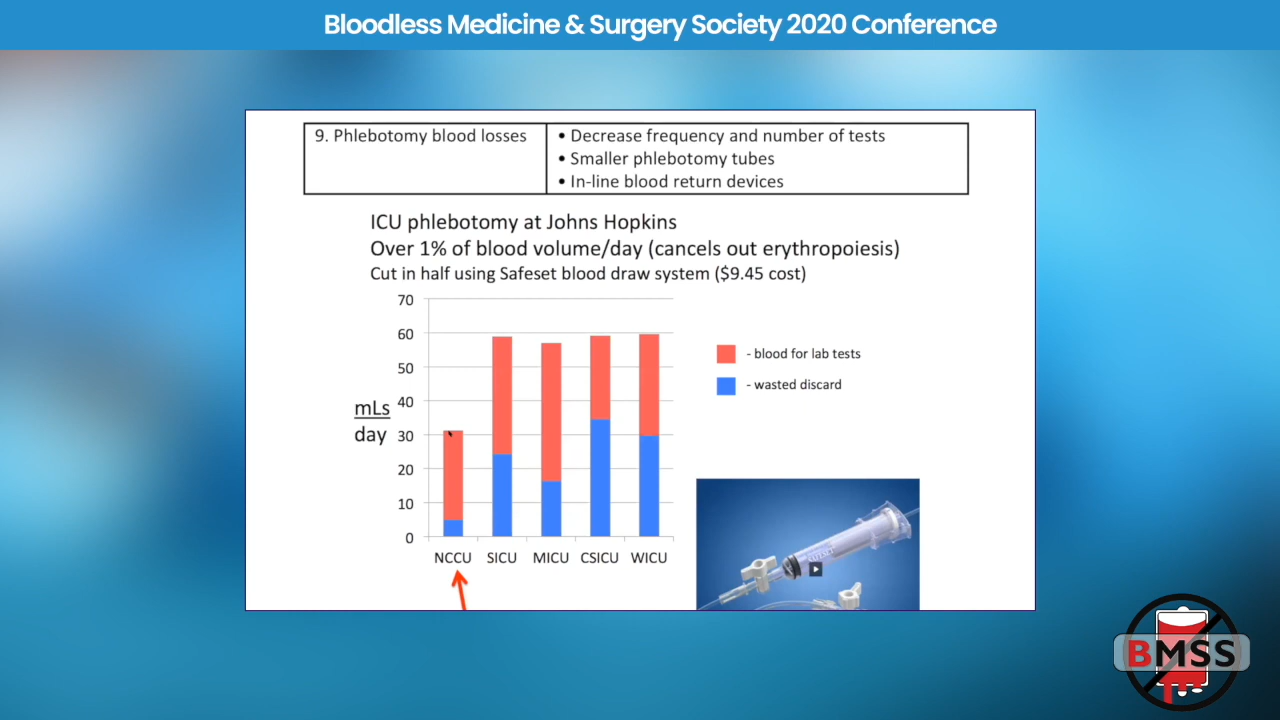 Bloodless Medicine & Surgery Society 2020 Conference
9. Phlebotomy blood losses
• Decrease frequency and number of tests
• Smaller phlebotomy tubes
• In-line blood return devices
ICU phlebotomy at Johns Hopkins
Over 1% of blood volume/day (cancels out erythropoiesis)
Cut in half using Safeset blood draw system ($9.45 cost)
70
60
50
40
30
20
10
0
mLs
day
NCCU SICU MICU CSICU WICU
- blood for lab tests
- wasted discard
SAFESET
BMSS